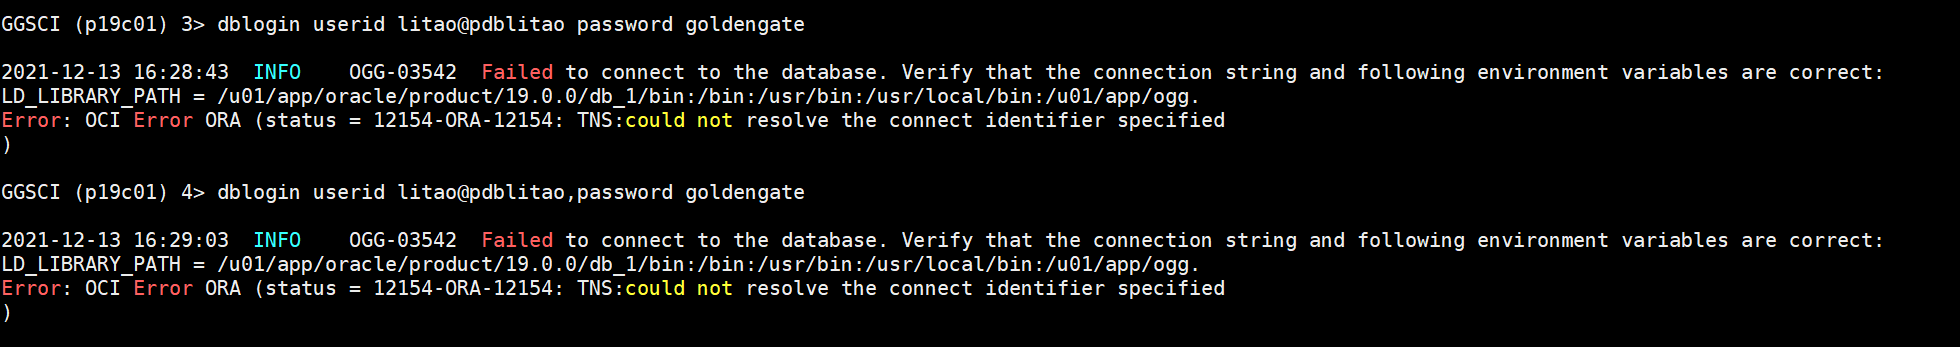 GGSCI (p19c01) 3> dblogin userid litao@pdblitao password goldengate
2021-12-13 16:28:43  INFO    OGG-03542  Failed to connect to the database. Verify that the connection string and following environment variables are correct:
LD_LIBRARY_PATH = /u01/app/oracle/product/19.0.0/db_1/bin:/bin:/usr/bin:/usr/local/bin:/u01/app/ogg.
Error: OCI Error ORA (status = 12154-ORA-12154: TNS:could not resolve the connect identifier specified
)
GGSCI (p19c01) 4> dblogin userid litao@pdblitao,password goldengate
2021-12-13 16:29:03  INFO    OGG-03542  Failed to connect to the database. Verify that the connection string and following environment variables are correct:
LD_LIBRARY_PATH = /u01/app/oracle/product/19.0.0/db_1/bin:/bin:/usr/bin:/usr/local/bin:/u01/app/ogg.
Error: OCI Error ORA (status = 12154-ORA-12154: TNS:could not resolve the connect identifier specified
)